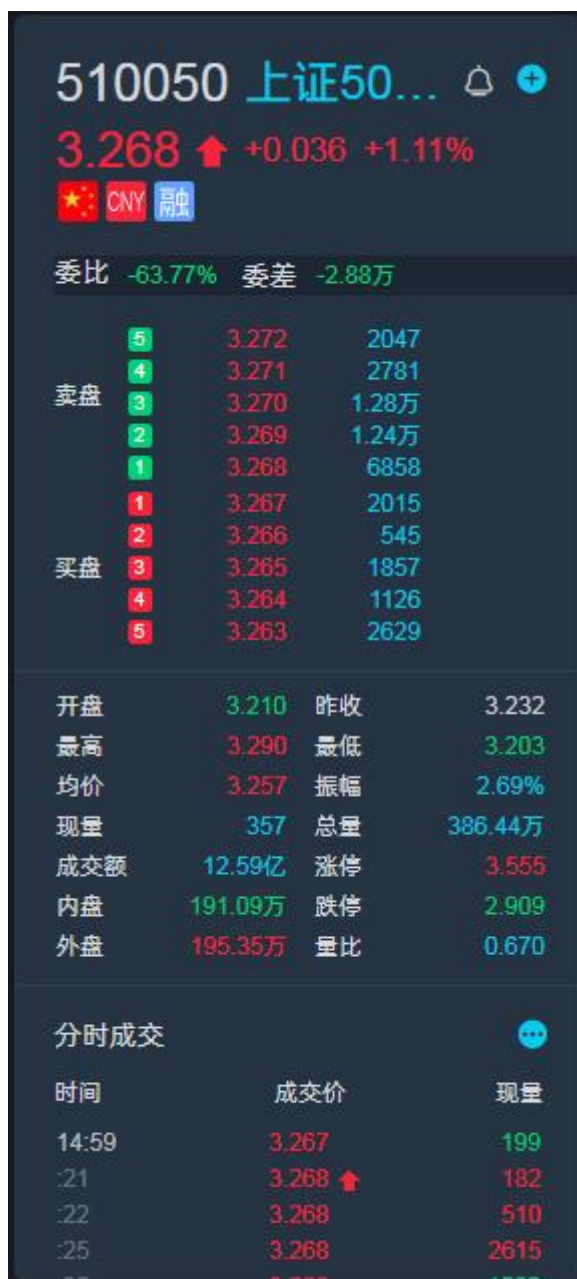 510050 上证50...
3.268 +0.036 +1.11%
CNY 融
委比 -63.77% 委差 -2.88万
卖盘
5 3.272 2047
4 3.271 2781
3 3.270 1.28万
2 3.269 1.24万
1 3.268 6858
买盘
1 3.267 2015
2 3.266 545
3 3.265 1857
4 3.264 1126
5 3.263 2629
开盘 3.210 昨收 3.232
最高 3.290 最低 3.203
均价 3.257 振幅 2.69%
现量 357 总量 386.44万
成交额 12.59亿 涨停 3.555
内盘 191.09万 跌停 2.909
外盘 195.35万 量比 0.670
分时成交
时间 成交价 现量
14:59 3.267 199
:21 3.268 182
:22 3.268 510
:25 3.268 2615